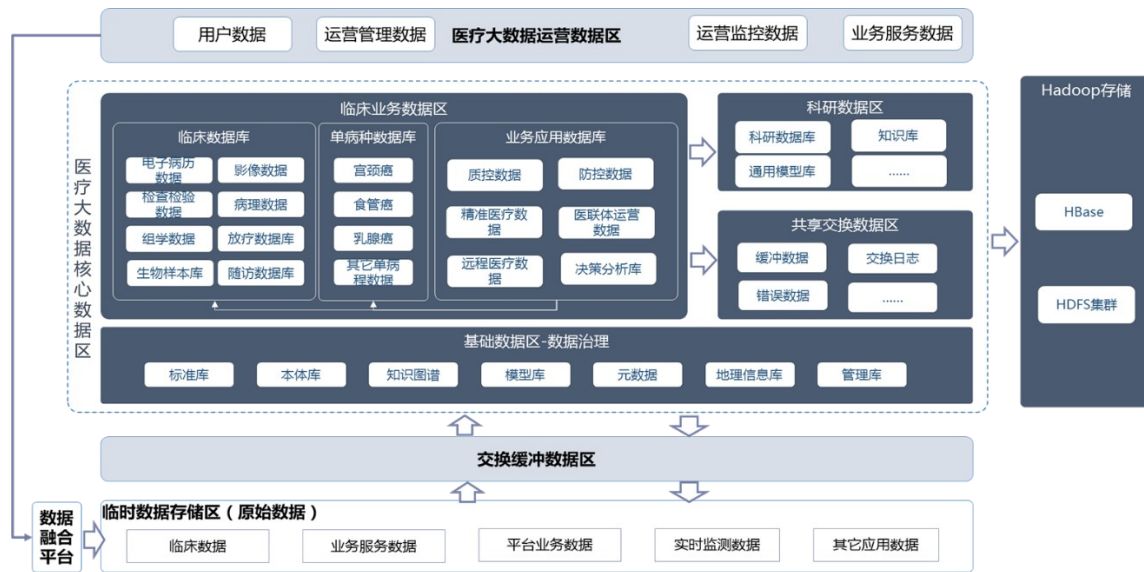 用户数据
运营管理数据
医疗大数据运营数据区
运营监控数据
业务服务数据
医疗大数据核心数据区
临床业务数据区
临床数据库
电子病历
数据
影像数据
检查检验
数据
病理数据
组学数据
放疗数据库
生物样本库
随访数据库
单病种数据库
宫颈癌
食管癌
乳腺癌
其它单病
程数据
业务应用数据库
质控数据
防控数据
精准医疗数
据
医联体运营
数据
远程医疗数
据
决策分析库
科研数据区
科研数据库
知识库
通用模型库
......
共享交换数据区
缓冲数据
交换日志
错误数据
......
Hadoop存储
HBase
HDFS集群
基础数据区-数据治理
标准库
本体库
知识图谱
模型库
元数据
地理信息库
管理库
交换缓冲数据区
数据
融合
平台
临时数据存储区（原始数据）
临床数据
业务服务数据
平台业务数据
实时监测数据
其它应用数据